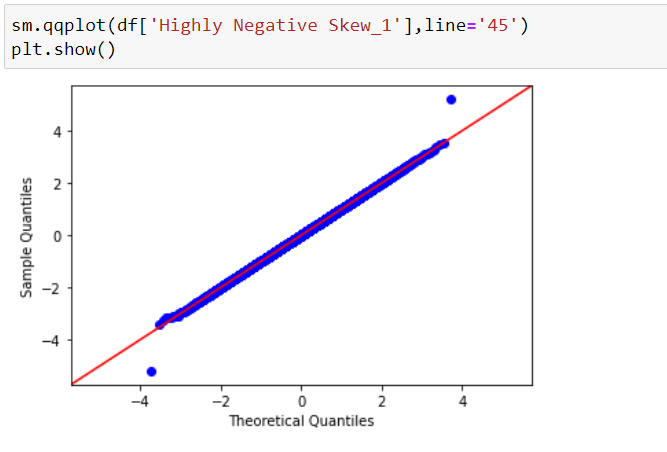 sm.qqplot(df['Highly Negative Skew_1'],line='45')
plt.show()
4
2
0
−2
−4
Sample Quantiles
−4 −2 0 2 4
Theoretical Quantiles